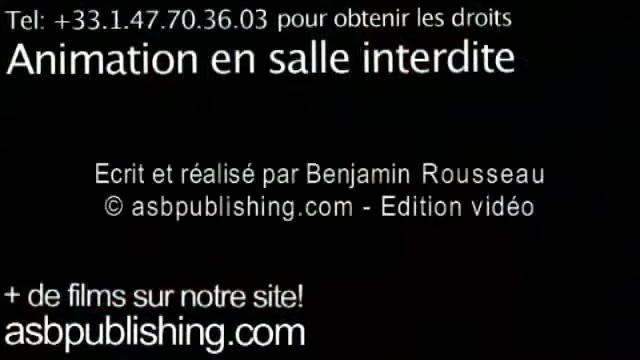 Tel: +33.1.47.70.36.03 pour obtenir les droits
Animation en salle interdite
Ecrit et réalisé par Benjamin Rousseau
© asbpublishing.com - Edition vidéo
+ de films sur notre site!
asbpublishing.com